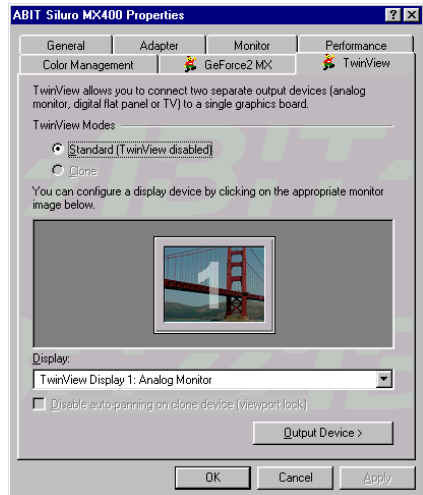 ABIT Siluro MX400 Properties
General Adapter Monitor Performance
Color Management GeForce2 MX TwinView
TwinView allows you to connect two separate output devices (analog
monitor, digital flat panel or TV) to a single graphics board.
TwinView Modes
Standard (TwinView disabled)
Clone
You can configure a display device by clicking on the appropriate monitor
image below.
1
Display:
TwinView Display 1: Analog Monitor
Disable auto-panning on clone device (viewport lock)
Output Device >
OK Cancel Apply